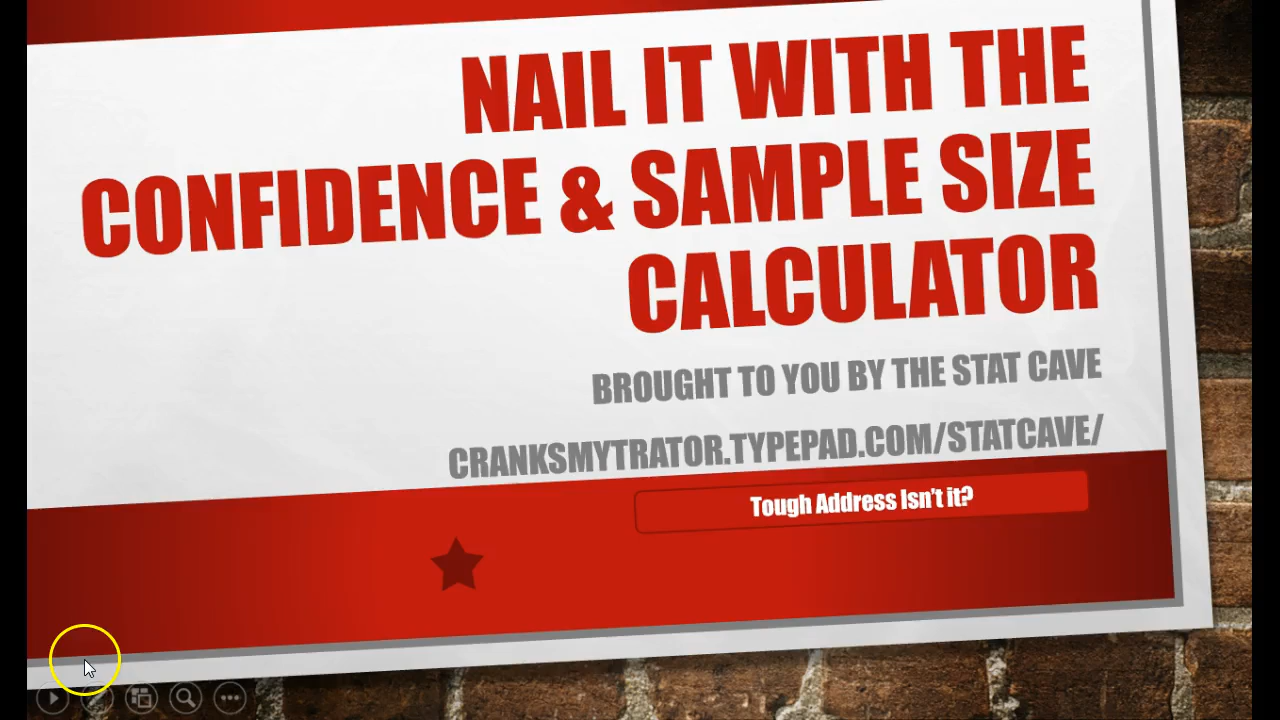 NAIL IT WITH THE
CONFIDENCE & SAMPLE SIZE
CALCULATOR
BROUGHT TO YOU BY THE STAT CAVE
CRANKSMYTRATOR.TYPEPAD.COM/STATCAVE/
Tough Address Isn't it?